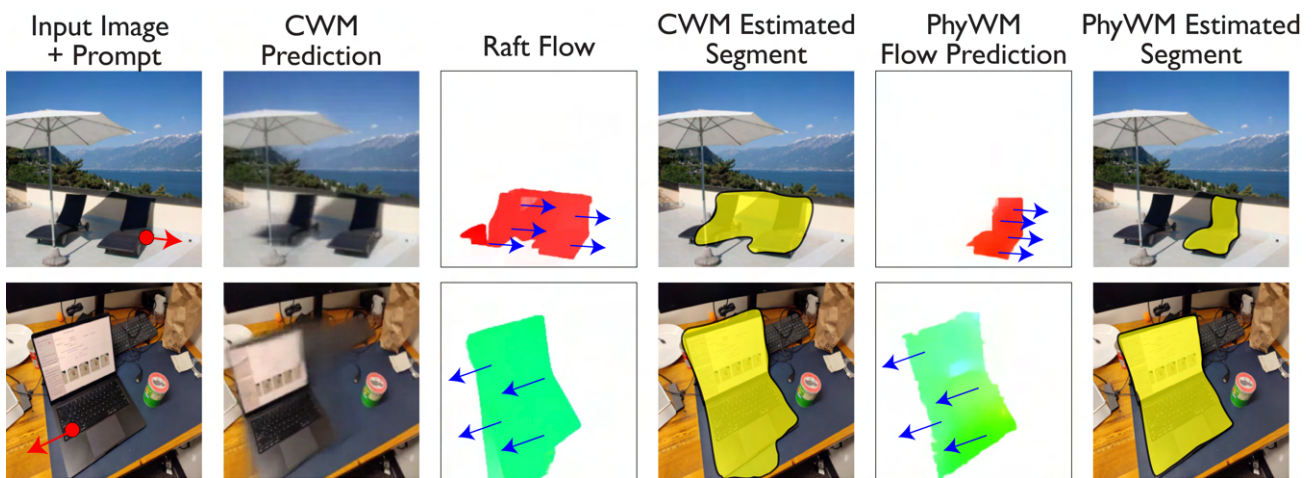 Input Image
+ Prompt
CWM
Prediction
Raft Flow
CWM Estimated
Segment
PhyWM
Flow Prediction
PhyWM Estimated
Segment